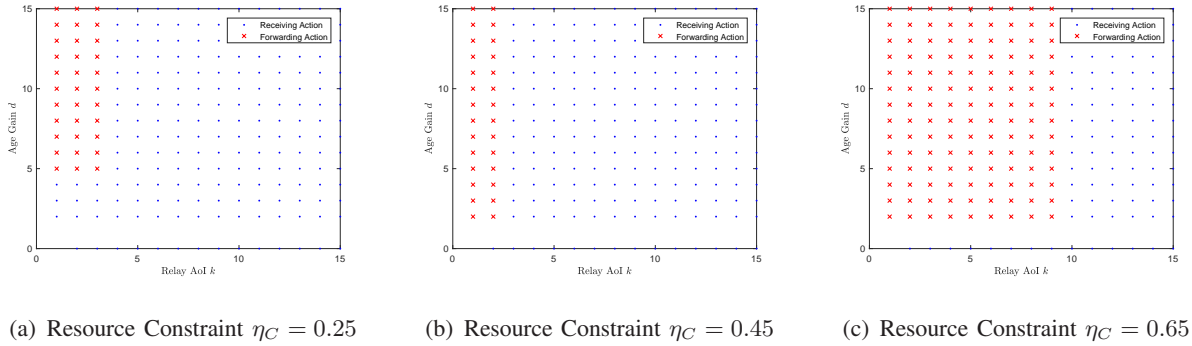 15
10
5
0
Age Gain d
0
5
10
15
Relay AoI k
Receiving Action
Forwarding Action
(a) Resource Constraint η_C = 0.25
15
10
5
0
Age Gain d
0
5
10
15
Relay AoI k
Receiving Action
Forwarding Action
(b) Resource Constraint η_C = 0.45
15
10
5
0
Age Gain d
0
5
10
15
Relay AoI k
Receiving Action
Forwarding Action
(c) Resource Constraint η_C = 0.65